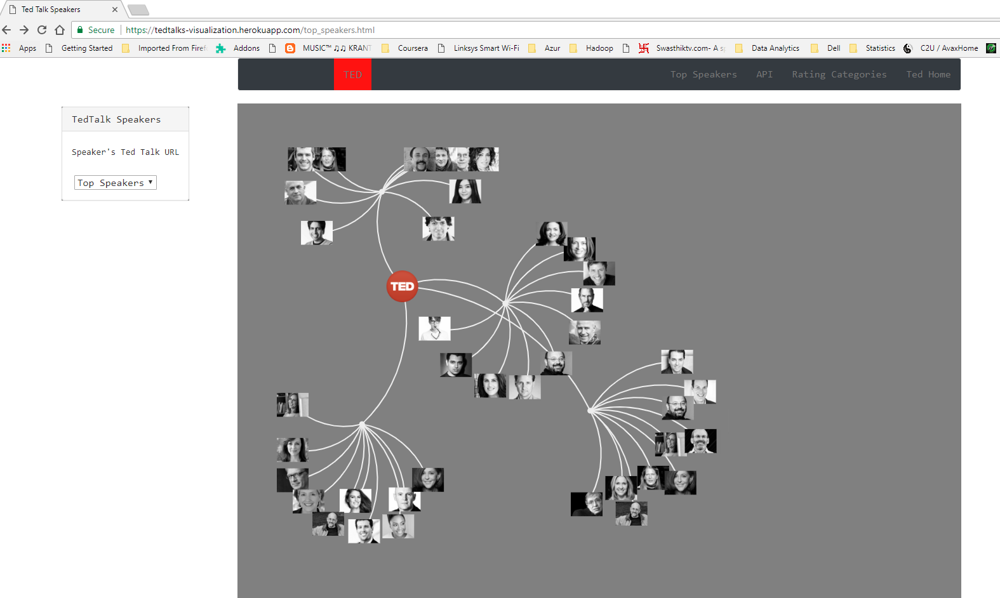 Ted Talk Speakers
Secure https://tedtalks-visualization.herokuapp.com/top_speakers.html
Apps Getting Started Imported From Firef Addons MUSIC™ ♫♫ KRANT Coursera Linksys Smart Wi-Fi Azur Hadoop Swasthiktv.com- A sp Data Analytics Dell Statistics C2U / AvaxHome
TED Top Speakers API Rating Categories Ted Home
TedTalk Speakers
Speaker's Ted Talk URL
Top Speakers
TED